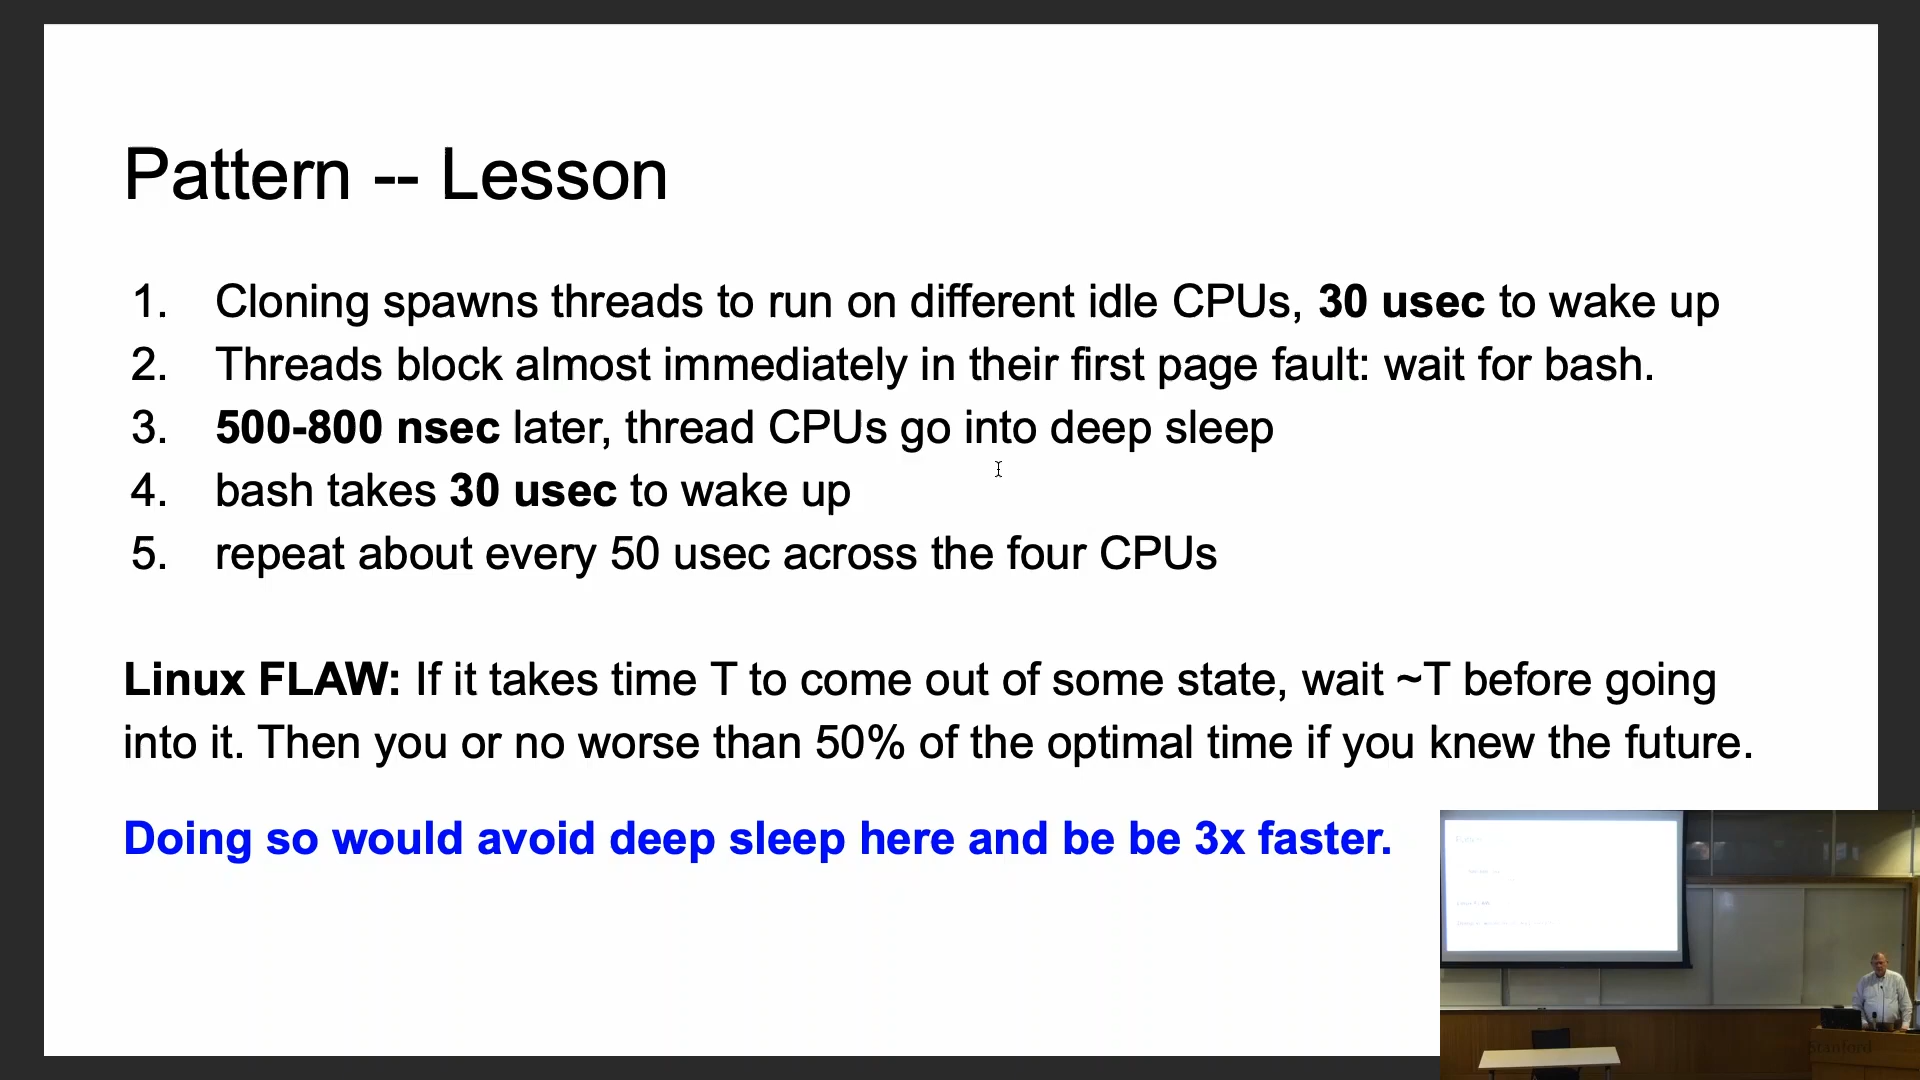 Pattern -- Lesson
1. Cloning spawns threads to run on different idle CPUs, 30 usec to wake up
2. Threads block almost immediately in their first page fault: wait for bash.
3. 500-800 nsec later, thread CPUs go into deep sleep
4. bash takes 30 usec to wake up
5. repeat about every 50 usec across the four CPUs
Linux FLAW: If it takes time T to come out of some state, wait ~T before going
into it. Then you or no worse than 50% of the optimal time if you knew the future.
Doing so would avoid deep sleep here and be be 3x faster.
Stanford